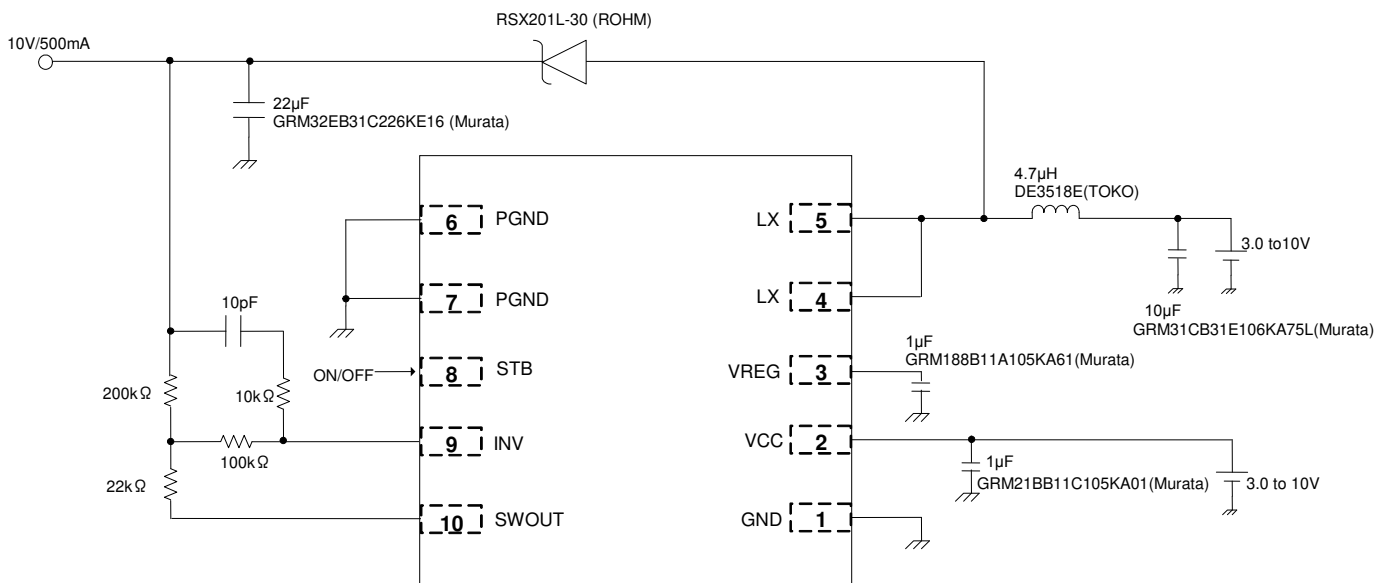 RSX201L-30 (ROHM)
10V/500mA
22µF
GRM32EB31C226KE16 (Murata)
4.7µH
DE3518E(TOKO)
6 PGND
LX 5
3.0 to10V
10pF
7 PGND
LX 4
10µF
GRM31CB31E106KA75L(Murata)
1µF
GRM188B11A105KA61(Murata)
ON/OFF
8 STB
VREG 3
200kΩ
10kΩ
9 INV
VCC 2
100kΩ
1µF
GRM21BB11C105KA01(Murata)
3.0 to 10V
22kΩ
10 SWOUT
GND 1